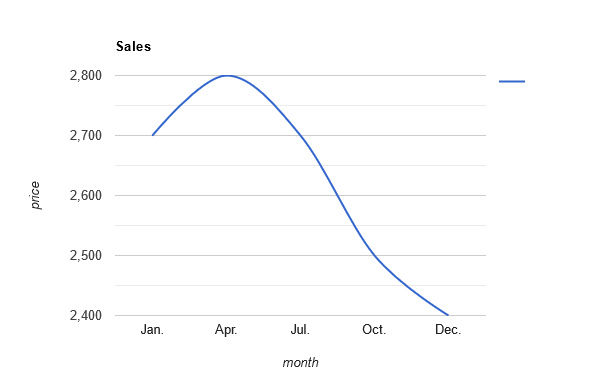 Sales
2,800
2,700
2,600
2,500
2,400
price
Jan. Apr. Jul. Oct. Dec.
month